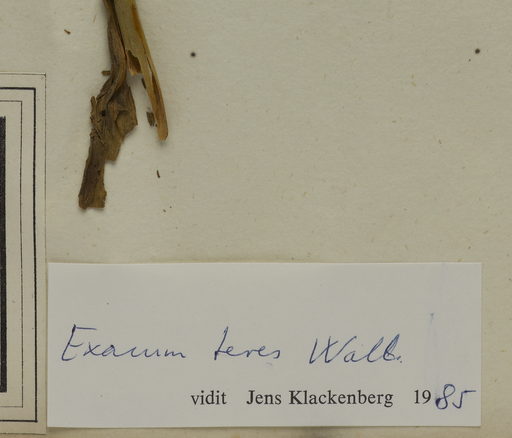 Exacum teres Wall.
vidit Jens Klackenberg 1985